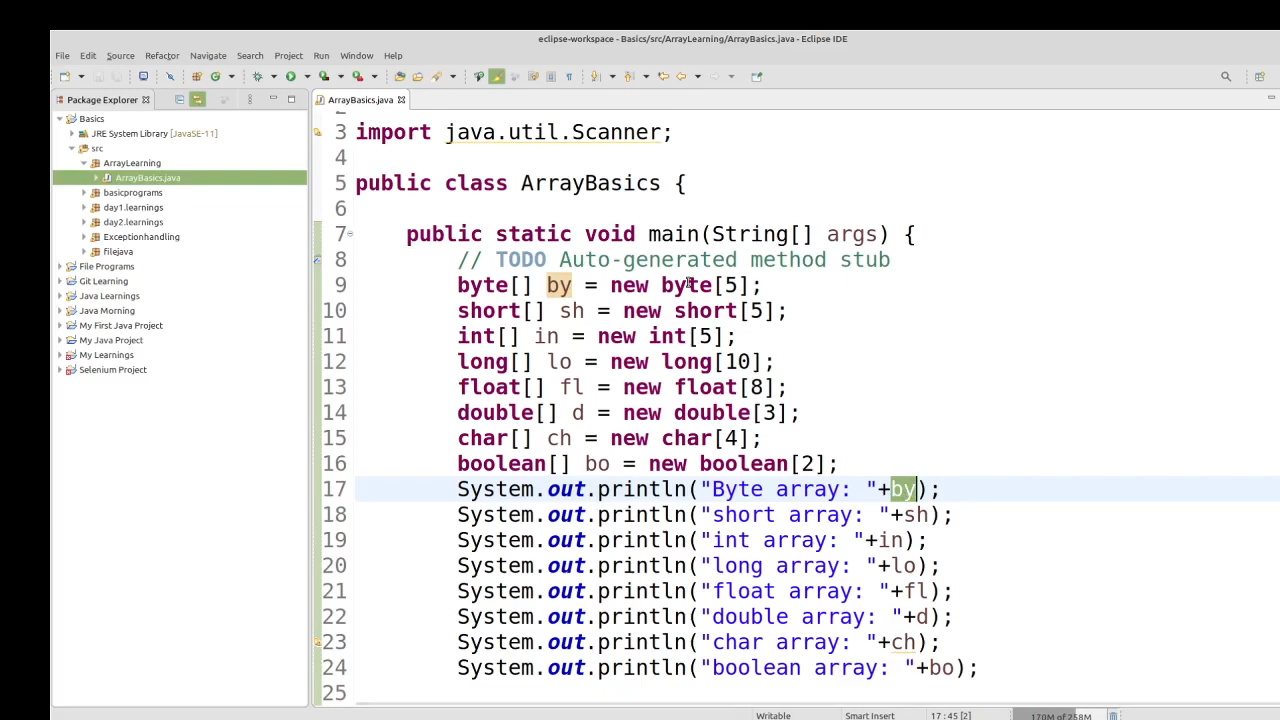 eclipse-workspace - Basics/src/ArrayLearning/ArrayBasics.java - Eclipse IDE
File Edit Source Refactor Navigate Search Project Run Window Help
Package Explorer
Basics
JRE System Library [JavaSE-11]
src
ArrayLearning
ArrayBasics.java
basicprograms
day1.learnings
day2.learnings
Exceptionhandling
filejava
File Programs
Git Learning
Java Learnings
Java Morning
My First Java Project
My Java Project
My Learnings
Selenium Project
ArrayBasics.java
3 import java.util.Scanner;
4
5 public class ArrayBasics {
6
7 public static void main(String[] args) {
8 // TODO Auto-generated method stub
9 byte[] by = new byte[5];
10 short[] sh = new short[5];
11 int[] in = new int[5];
12 long[] lo = new long[10];
13 float[] fl = new float[8];
14 double[] d = new double[3];
15 char[] ch = new char[4];
16 boolean[] bo = new boolean[2];
17 System.out.println("Byte array: "+by);
18 System.out.println("short array: "+sh);
19 System.out.println("int array: "+in);
20 System.out.println("long array: "+lo);
21 System.out.println("float array: "+fl);
22 System.out.println("double array: "+d);
23 System.out.println("char array: "+ch);
24 System.out.println("boolean array: "+bo);
25
Writable Smart Insert 17 : 45 [2] 170M of 258M